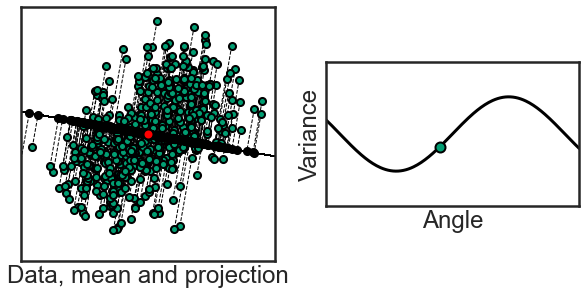 Data, mean and projection
Variance
Angle